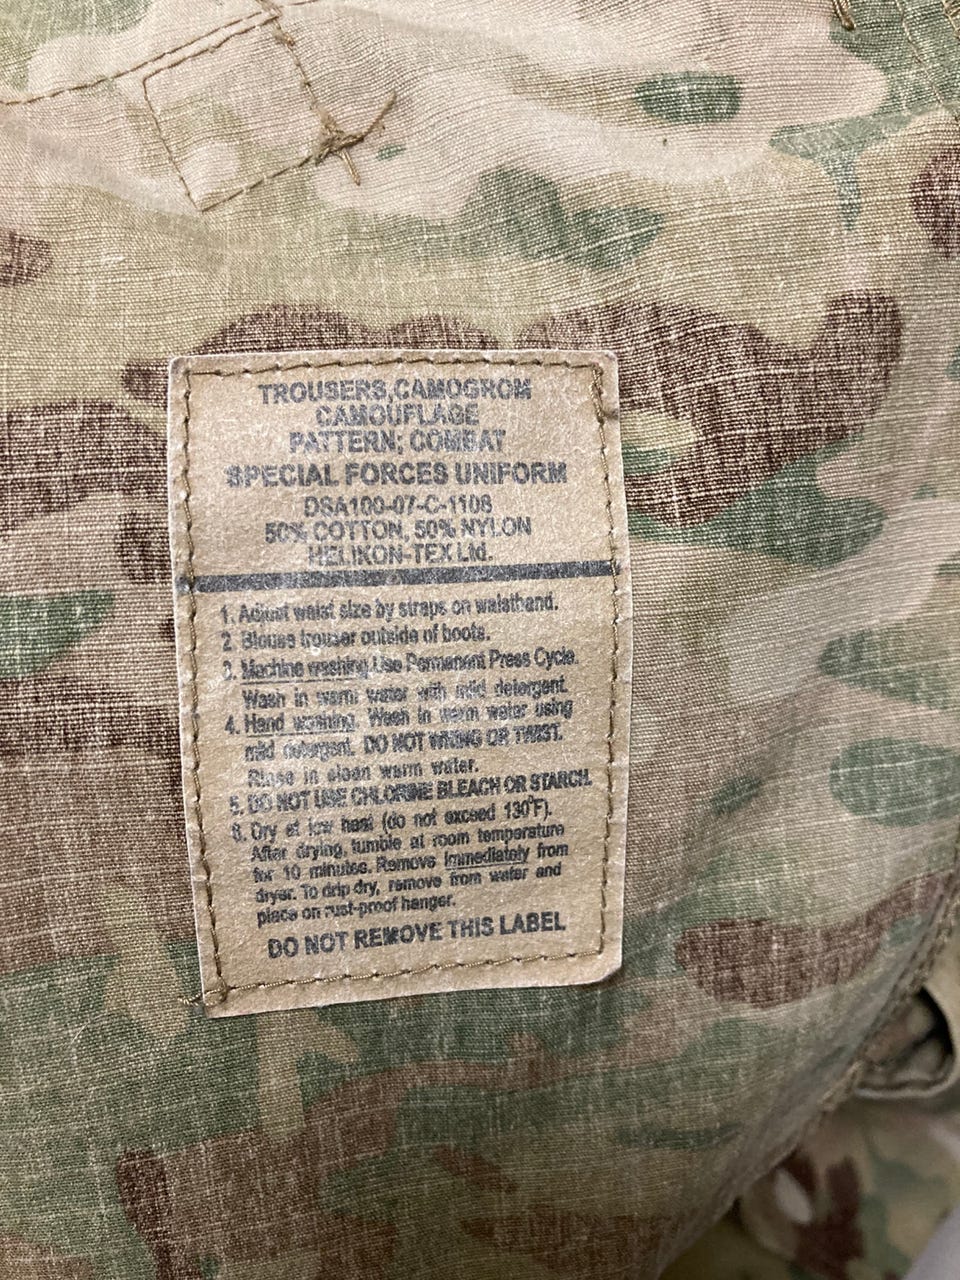 TROUSERS,CAMOGROM
CAMOUFLAGE
PATTERN; COMBAT
SPECIAL FORCES UNIFORM
DSA100-07-C-1108
50% COTTON, 50% NYLON
HELIKON-TEX Ltd.
1. Adjust waist size by straps on waistband.
2 Blouse trouser outside of boots.
3. Machine washing.Use Permanent Press Cycle.
Wash in warm water with mild detergent.
4. Hand washing. Wash in warm water using
mild detergent. DO NOT WRING OR TWIST.
Rinse in clean warm water.
5. DO NOT USE CHLORINE BLEACH OR STARCH.
6. Dry at low heat (do not exceed 130°F).
After drying, tumble at room temperature
for 10 minutes. Remove immediately from
dryer. To drip dry, remove from water and
place on rust-proof hanger.
DO NOT REMOVE THIS LABEL